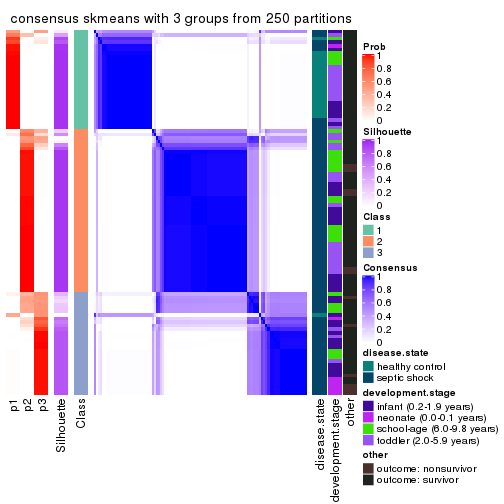 consensus skmeans with 3 groups from 250 partitions
Prob
1
0.8
0.6
0.4
0.2
0
Silhouette
1
0.8
0.6
0.4
0.2
0
Class
1
2
3
Consensus
1
0.8
0.6
0.4
0.2
0
disease.state
healthy control
septic shock
development.stage
infant (0.2-1.9 years)
neonate (0.0-0.1 years)
school-age (6.0-9.8 years)
toddler (2.0-5.9 years)
other
outcome: nonsurvivor
outcome: survivor
p1
p2
p3
Silhouette
Class
disease.state
development.stage
other